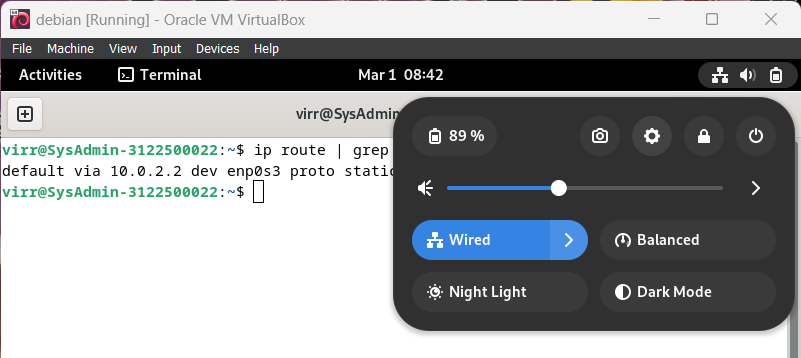 debian [Running] - Oracle VM VirtualBox
File Machine View Input Devices Help
Activities Terminal Mar 1 08:42
virr@SysAdmin
89 %
virr@SysAdmin-3122500022:~$ ip route | grep
default via 10.0.2.2 dev enp0s3 proto static
virr@SysAdmin-3122500022:~$
Wired Balanced
Night Light Dark Mode